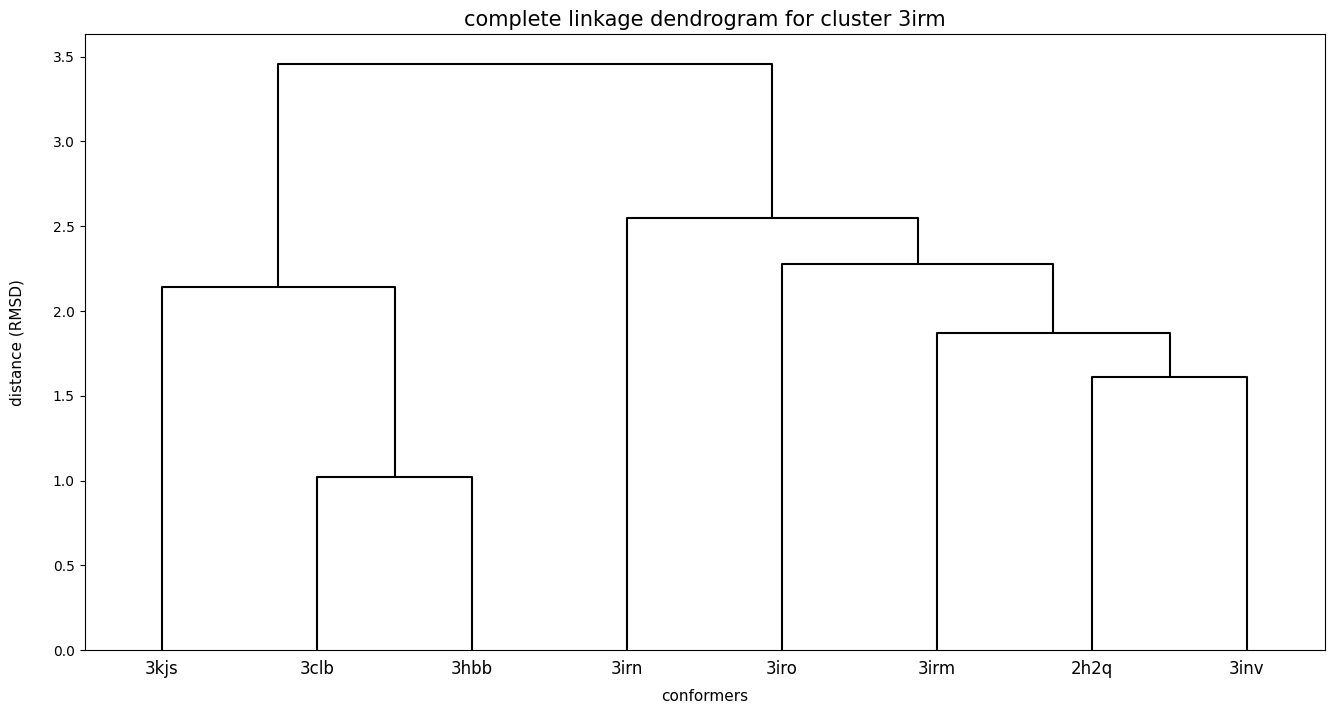 complete linkage dendrogram for cluster 3irm
3.5
3.0
2.5
2.0
1.5
1.0
0.5
0.0
distance (RMSD)
3kjs 3clb 3hbb 3irn 3iro 3irm 2h2q 3inv
conformers